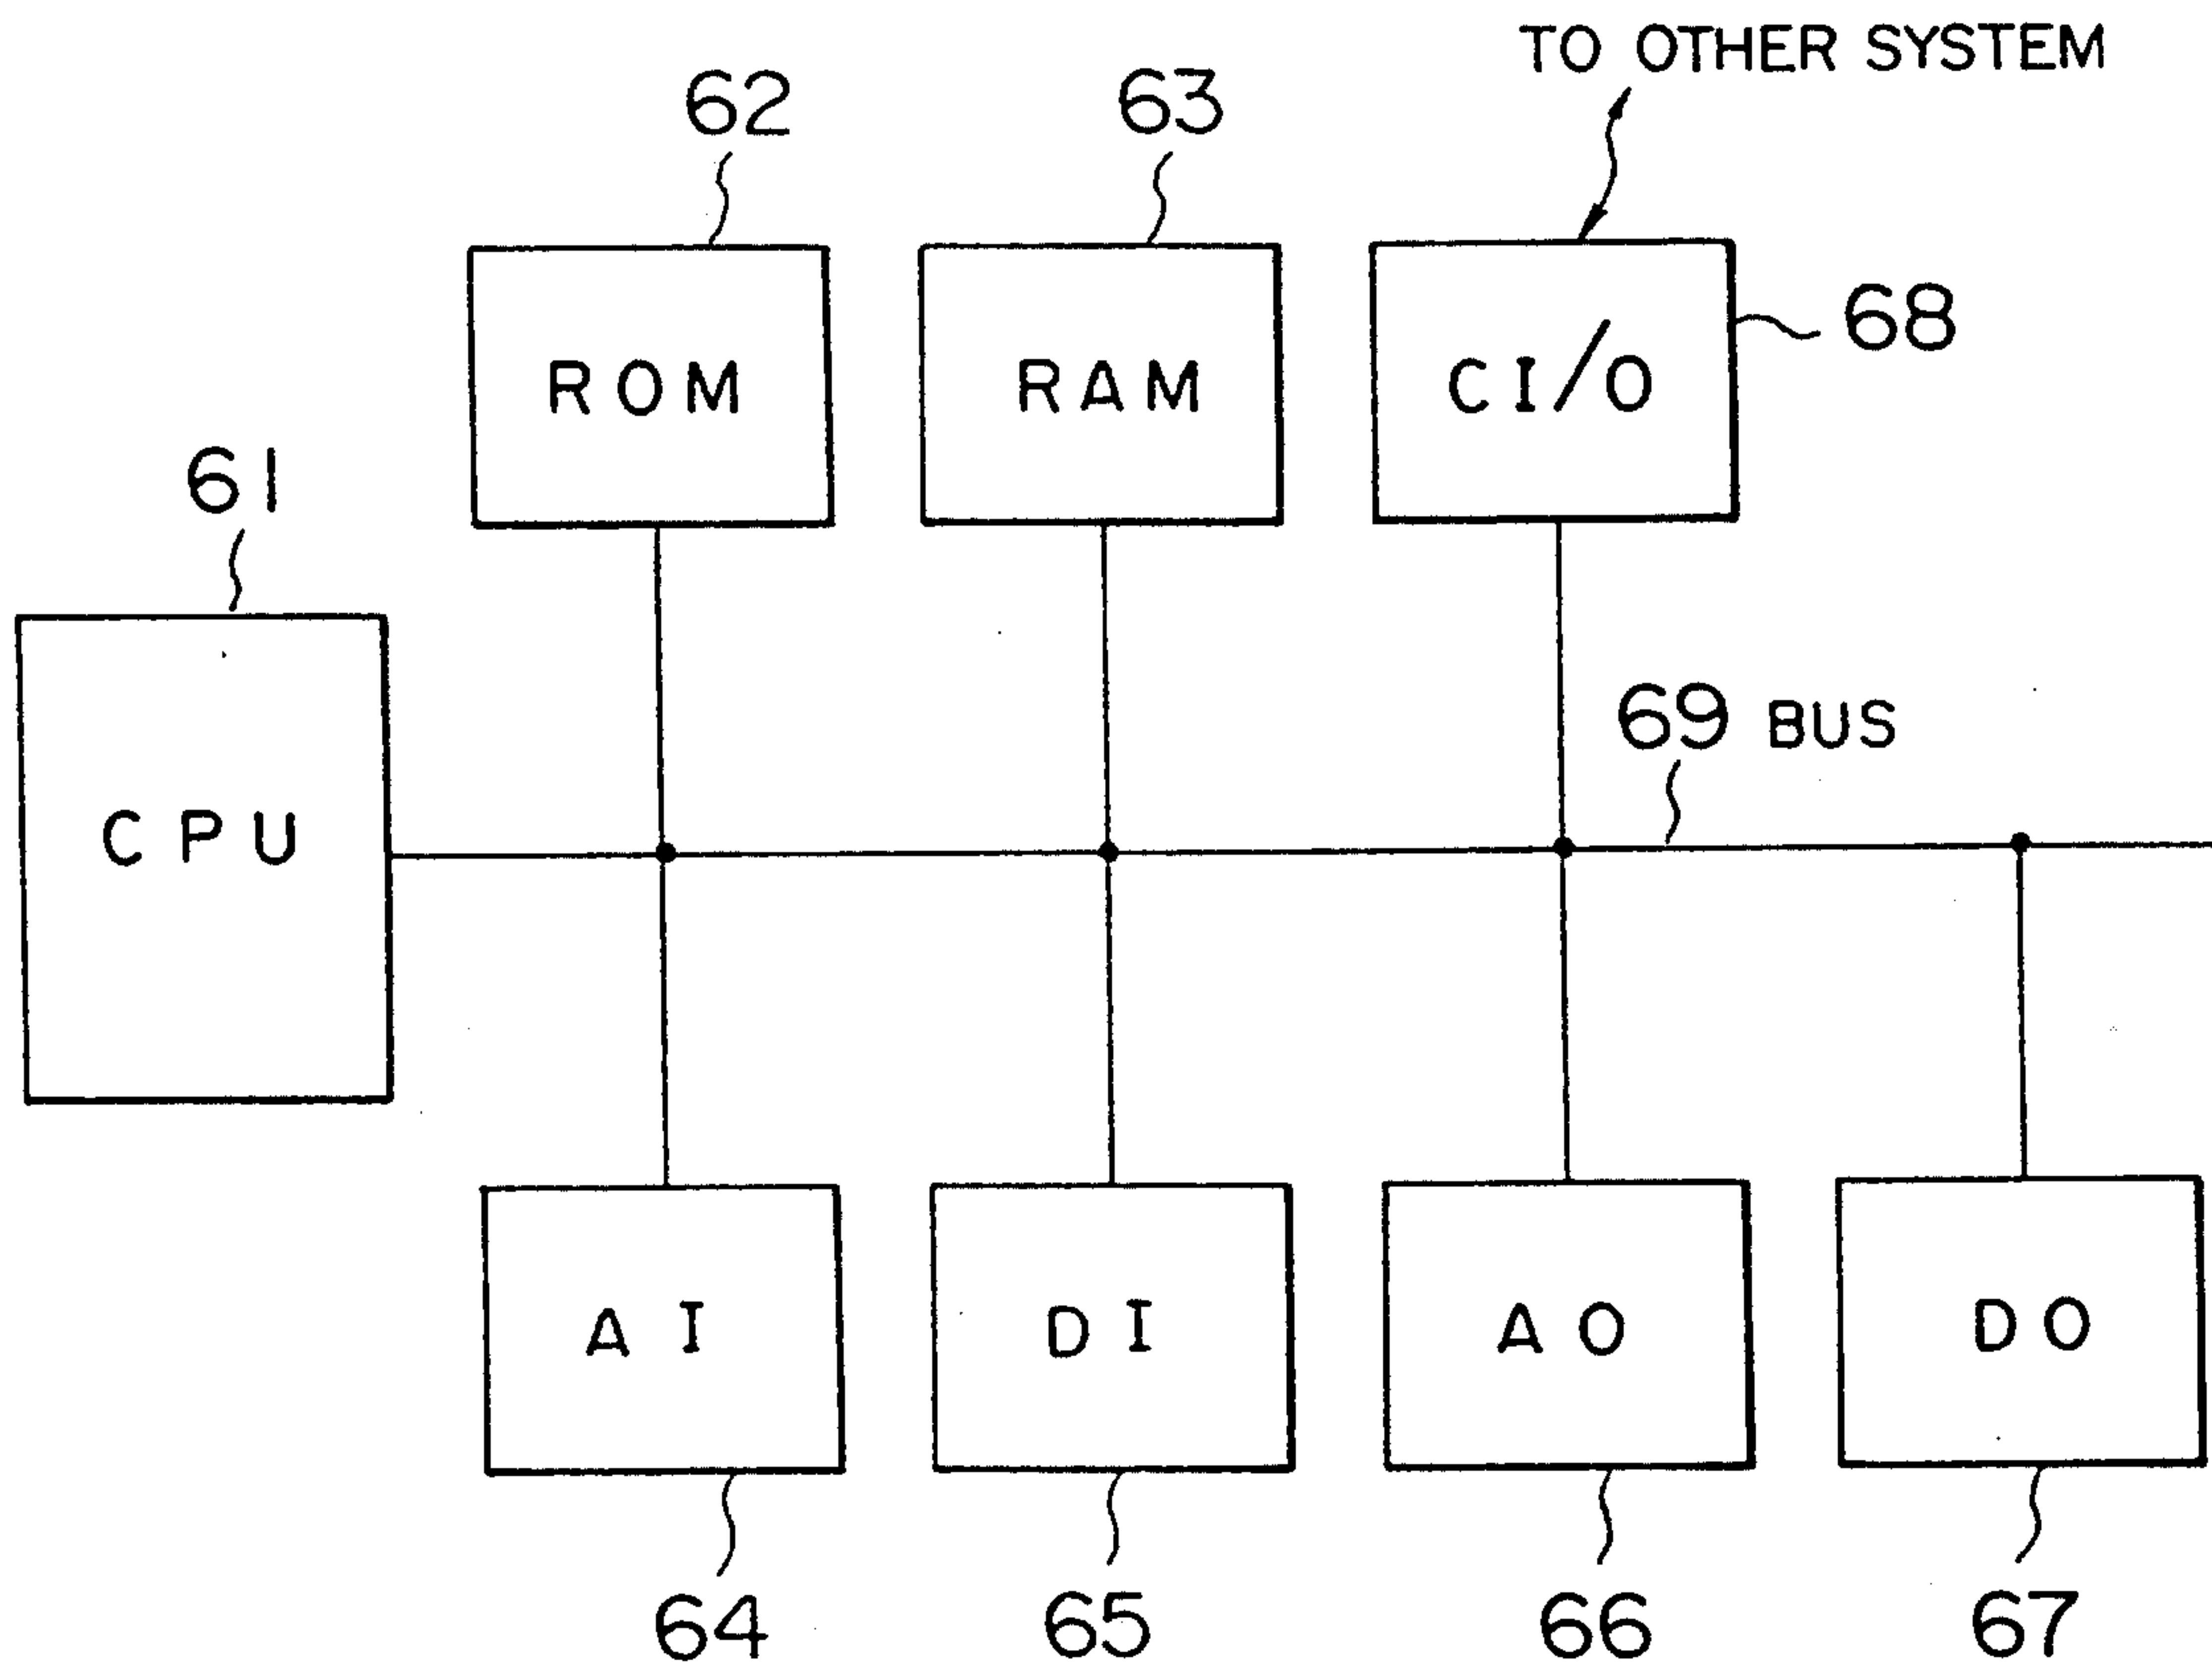 TO OTHER SYSTEM
62
63
ROM
RAM
CI/O
68
61
CPU
69 BUS
AI
DI
AO
DO
64
65
66
67